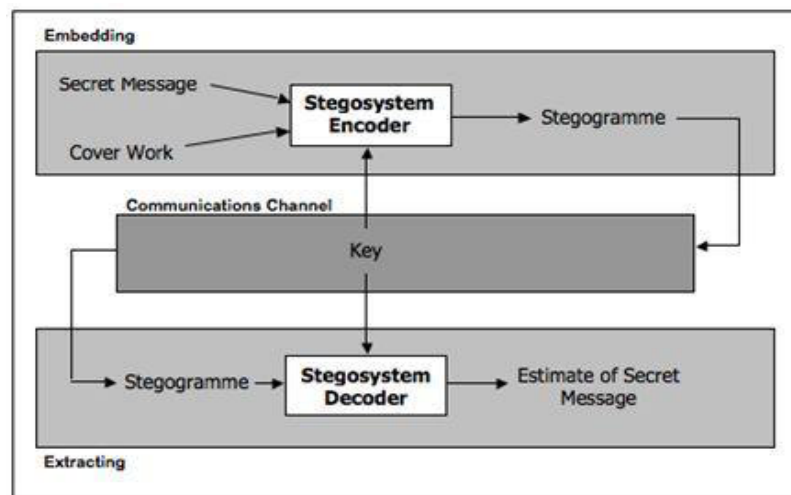 Embedding
Secret Message
Stegosystem
Encoder
Stegogramme
Cover Work
Communications Channel
Key
Stegogramme
Stegosystem
Decoder
Estimate of Secret
Message
Extracting